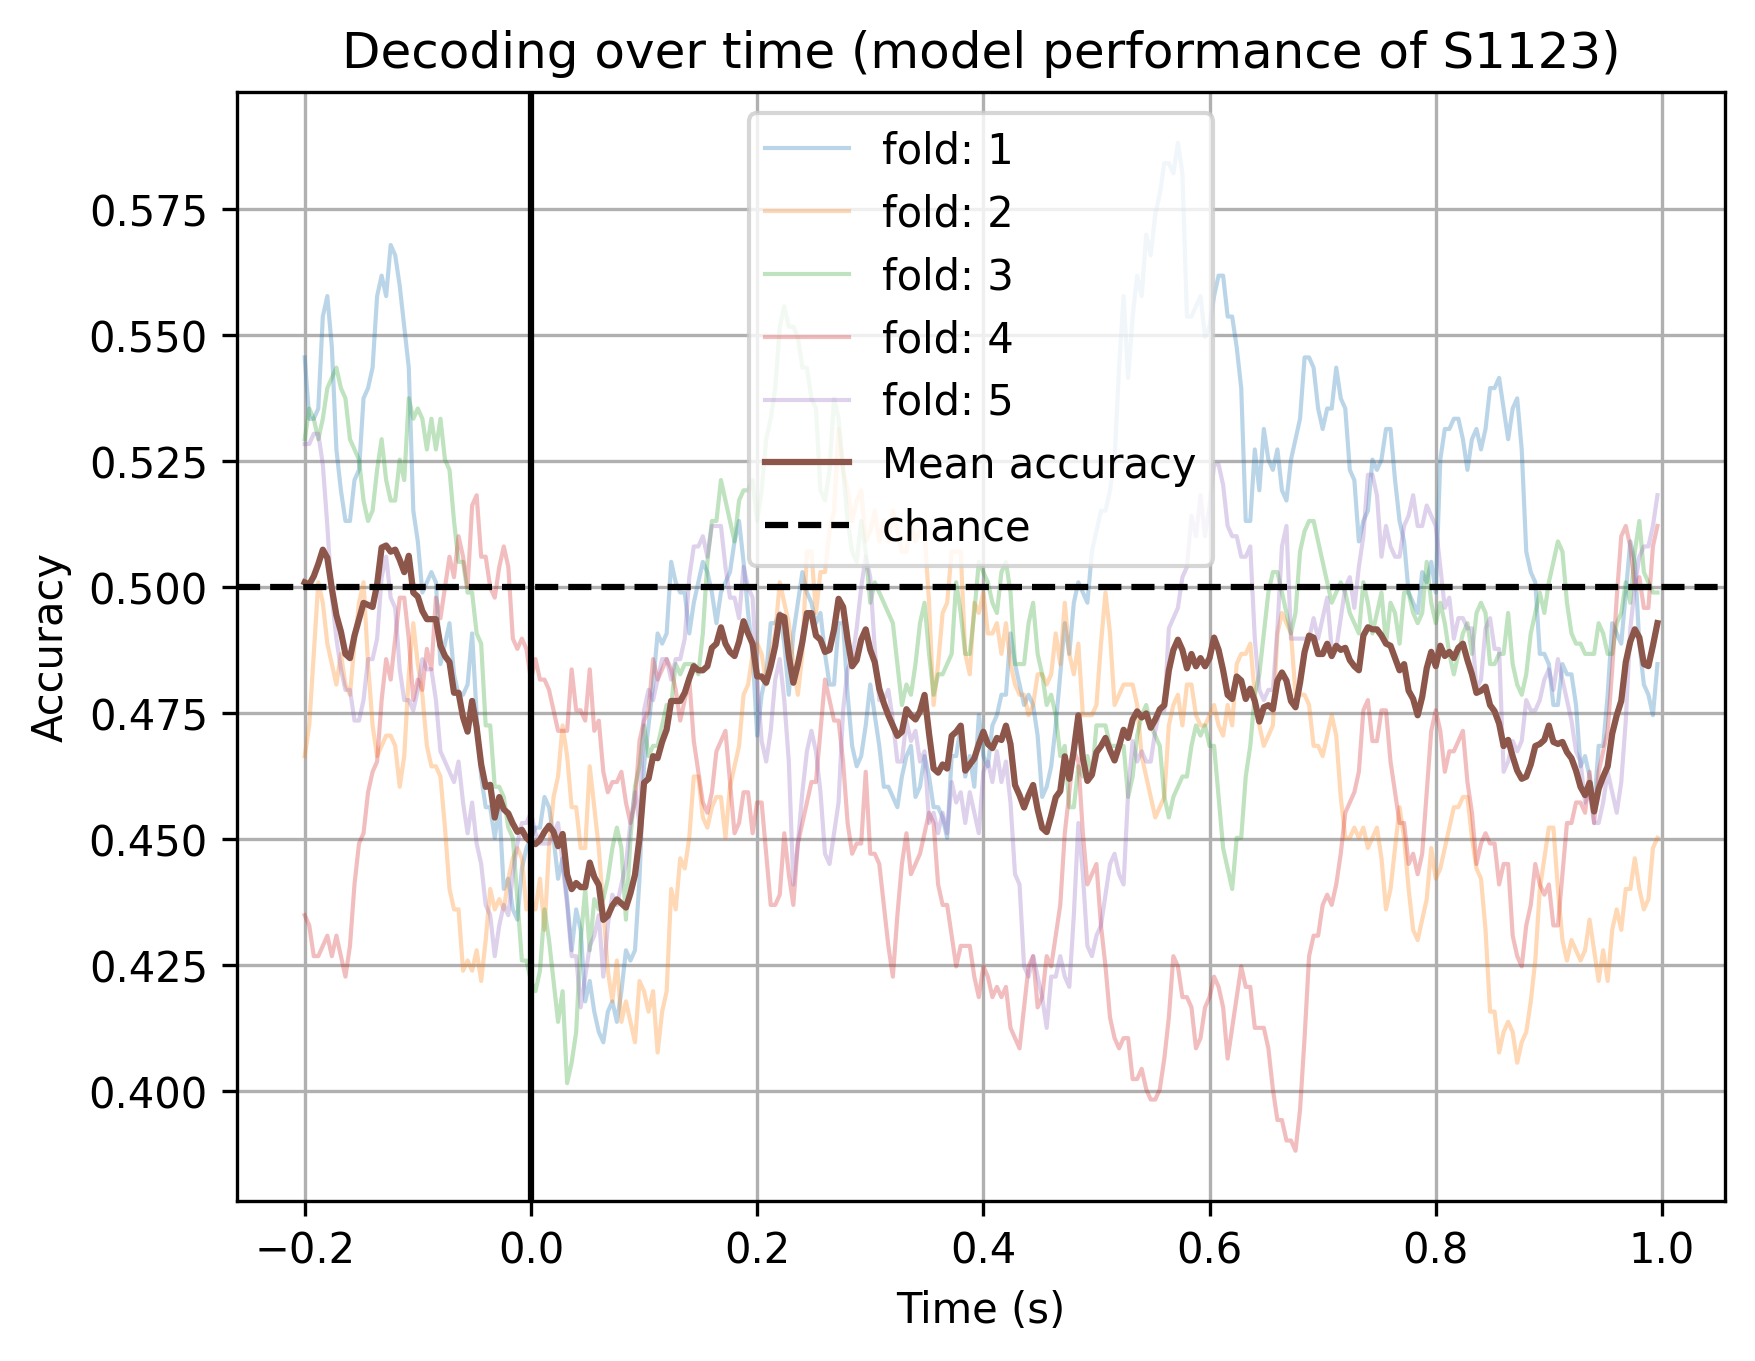 Decoding over time (model performance of S1123)
fold: 1
fold: 2
fold: 3
fold: 4
fold: 5
Mean accuracy
chance
Accuracy
0.575
0.550
0.525
0.500
0.475
0.450
0.425
0.400
−0.2 0.0 0.2 0.4 0.6 0.8 1.0
Time (s)